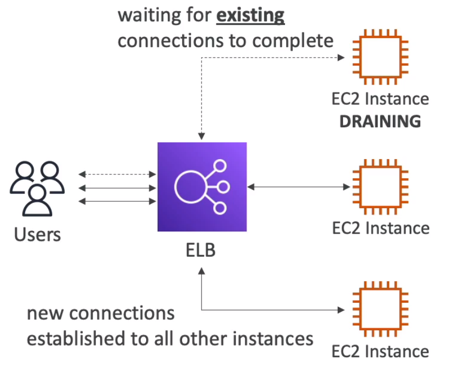 waiting for existing
connections to complete
EC2 Instance
DRAINING
Users
ELB
EC2 Instance
new connections
established to all other instances
EC2 Instance